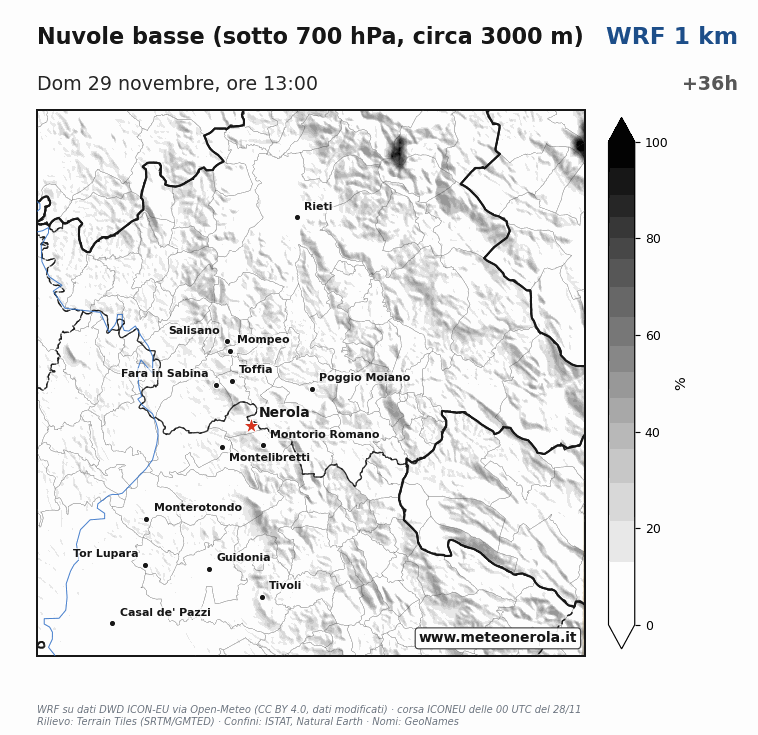 Nuvole basse (sotto 700 hPa, circa 3000 m) WRF 1 km
Dom 29 novembre, ore 13:00 +36h
100
80
60
40
20
0
%
Rieti
Salisano
Mompeo
Fara in Sabina
Toffia
Poggio Moiano
Nerola
Montorio Romano
Montelibretti
Monterotondo
Tor Lupara
Guidonia
Tivoli
Casal de' Pazzi
www.meteonerola.it
WRF su dati DWD ICON-EU via Open-Meteo (CC BY 4.0, dati modificati) · corsa ICONEU delle 00 UTC del 28/11
Rilievo: Terrain Tiles (SRTM/GMTED) · Confini: ISTAT, Natural Earth · Nomi: GeoNames